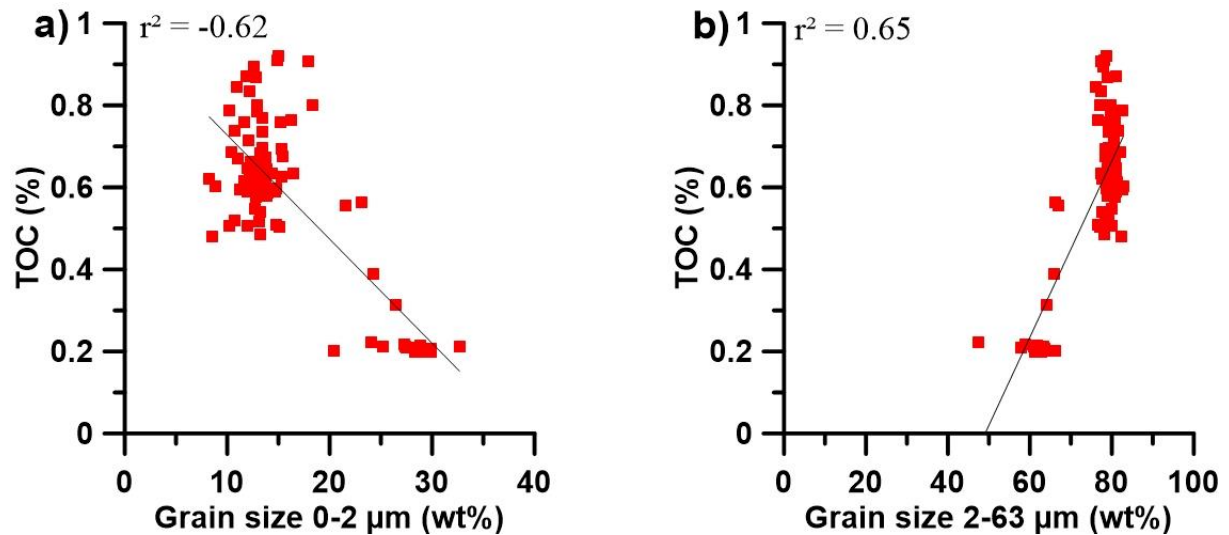 a)
r² = -0.62
1
0.8
0.6
0.4
0.2
0
TOC (%)
0 10 20 30 40
Grain size 0-2 µm (wt%)
b)
r² = 0.65
1
0.8
0.6
0.4
0.2
0
TOC (%)
0 20 40 60 80 100
Grain size 2-63 µm (wt%)